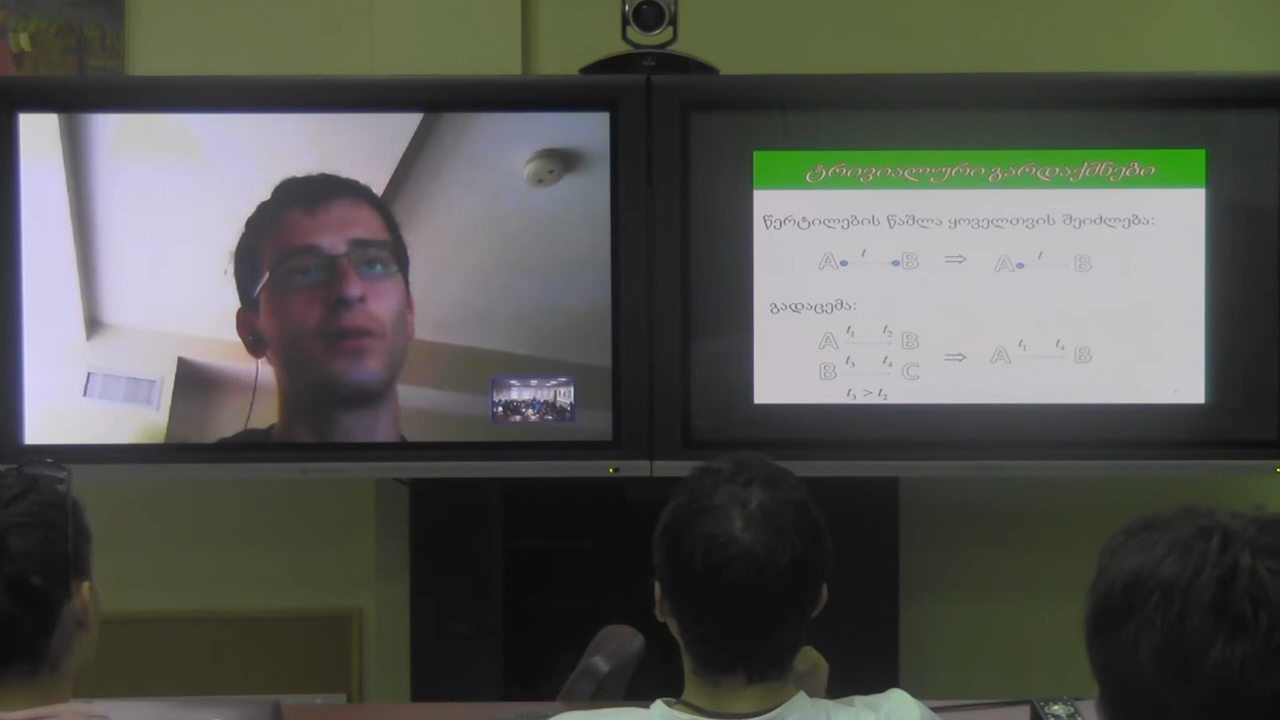 ტრივიალური გარდაქმნები
წერტილების წაშლა ყოველთვის შეიძლება:
A t B ⇒ A t B
გადაცემა:
A t₁ t₂ B
B t₃ t₄ C ⇒ A t₁ t₄ B
t₃ > t₂